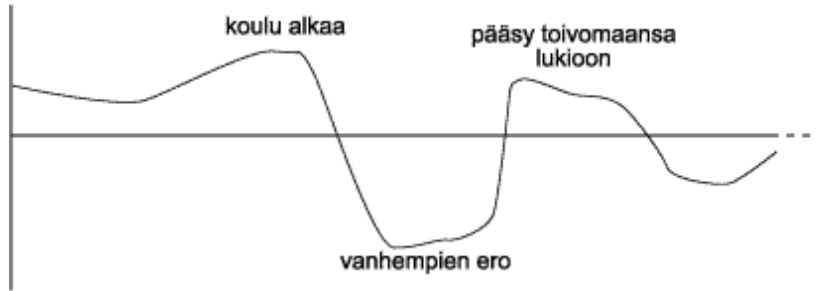 koulu alkaa
pääsy toivomaansa
lukioon
vanhempien ero